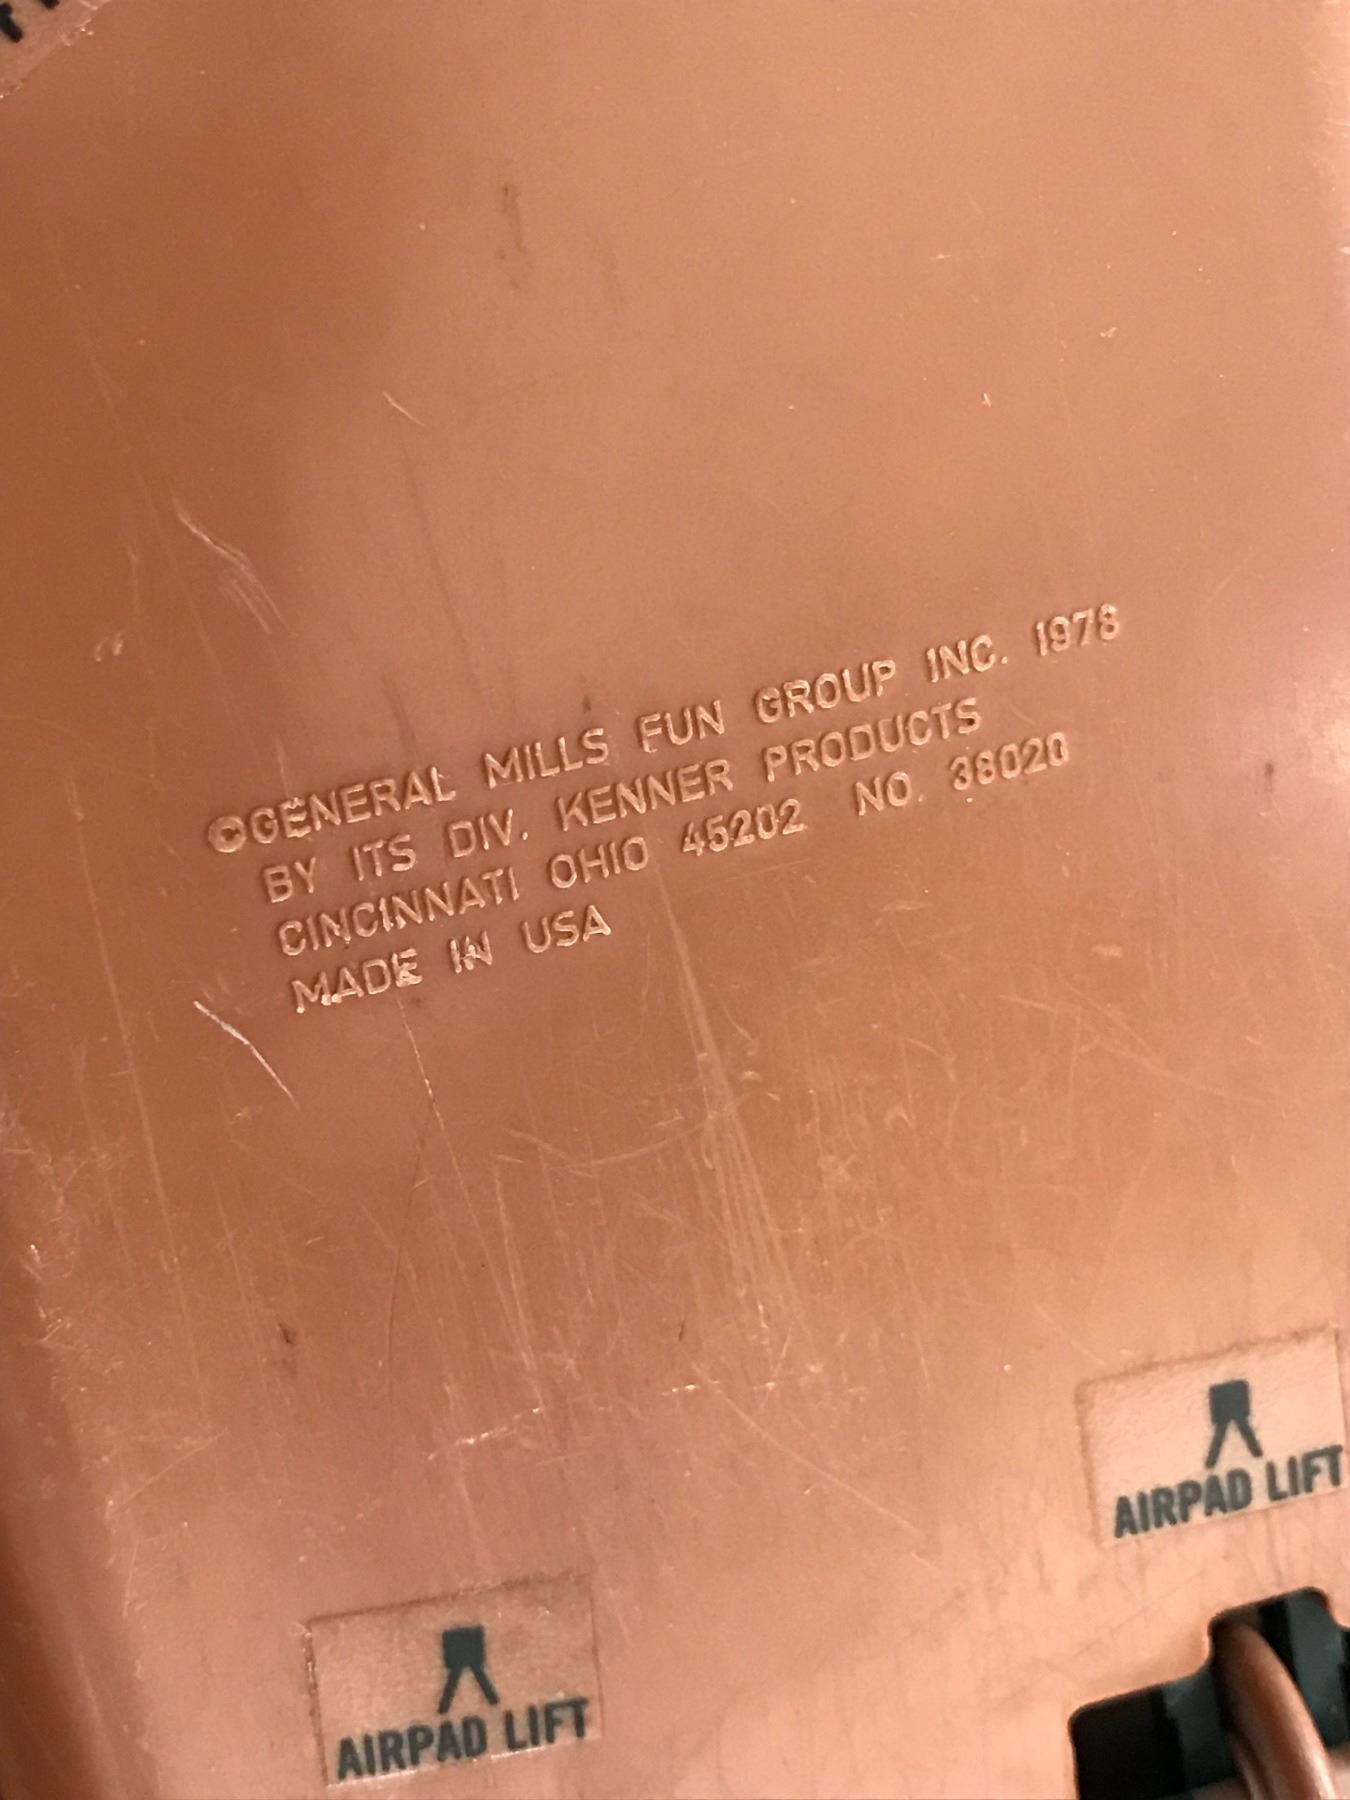 ©GENERAL MILLS FUN GROUP INC. 1978
BY ITS DIV. KENNER PRODUCTS
CINCINNATI OHIO 45202 NO. 38020
MADE IN USA
AIRPAD LIFT
AIRPAD LIFT